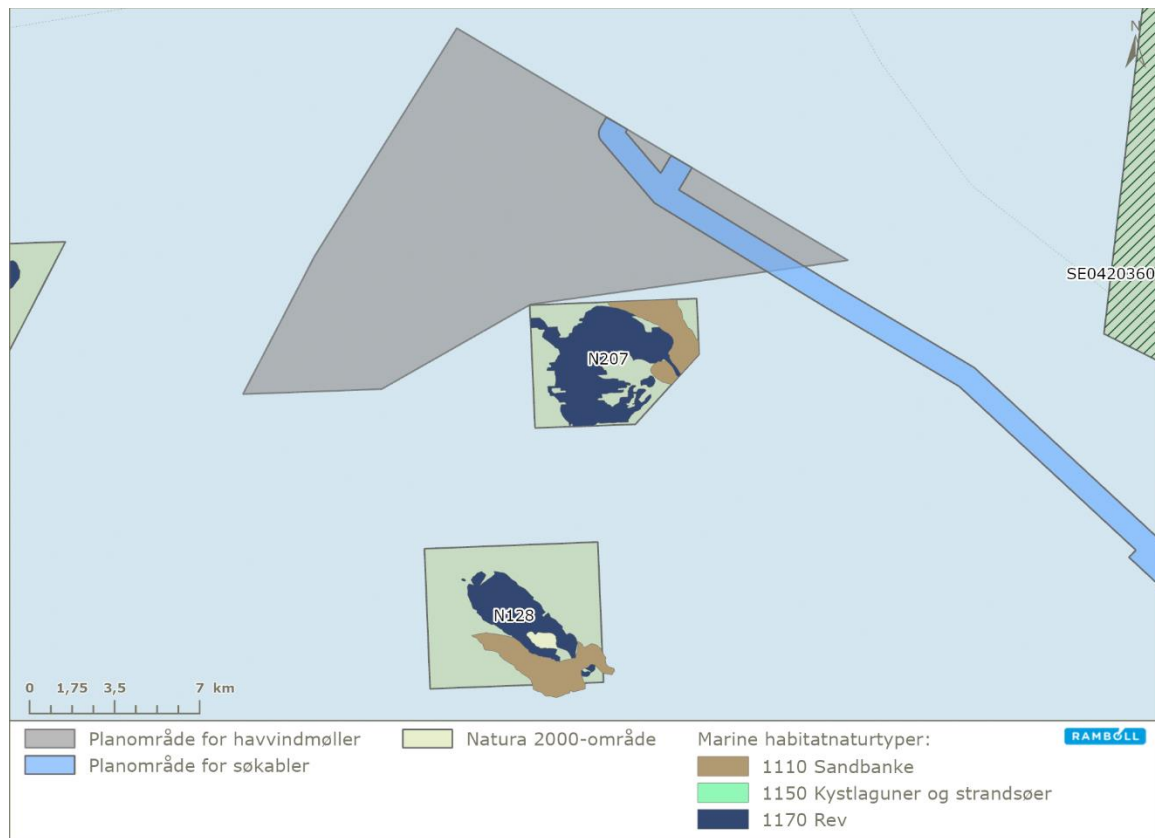 N
SE0420360
N207
N128
0 1,75 3,5 7 km
Planområde for havvindmøller
Planområde for søkabler
Natura 2000-område
Marine habitatnaturtyper:
1110 Sandbanke
1150 Kystlaguner og strandsøer
1170 Rev
RAMBOLL